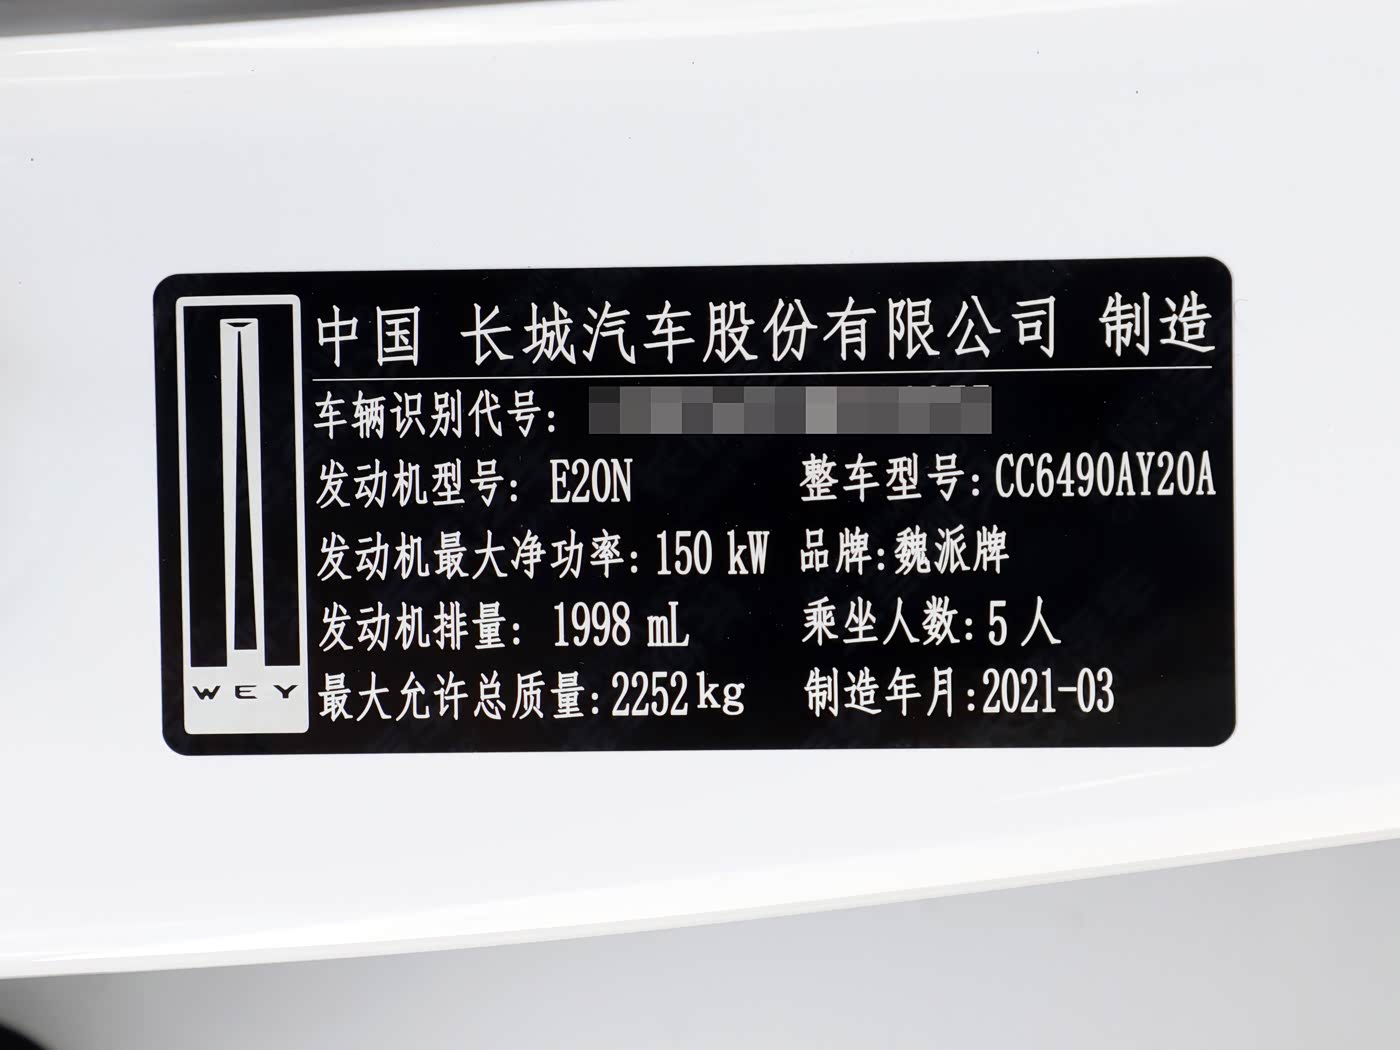 中国 长城汽车股份有限公司 制造
车辆识别代号:
发动机型号: E20N 整车型号: CC6490AY20A
发动机最大净功率: 150 kW 品牌: 魏派牌
发动机排量: 1998 mL 乘坐人数: 5 人
最大允许总质量: 2252kg 制造年月: 2021-03
WEY